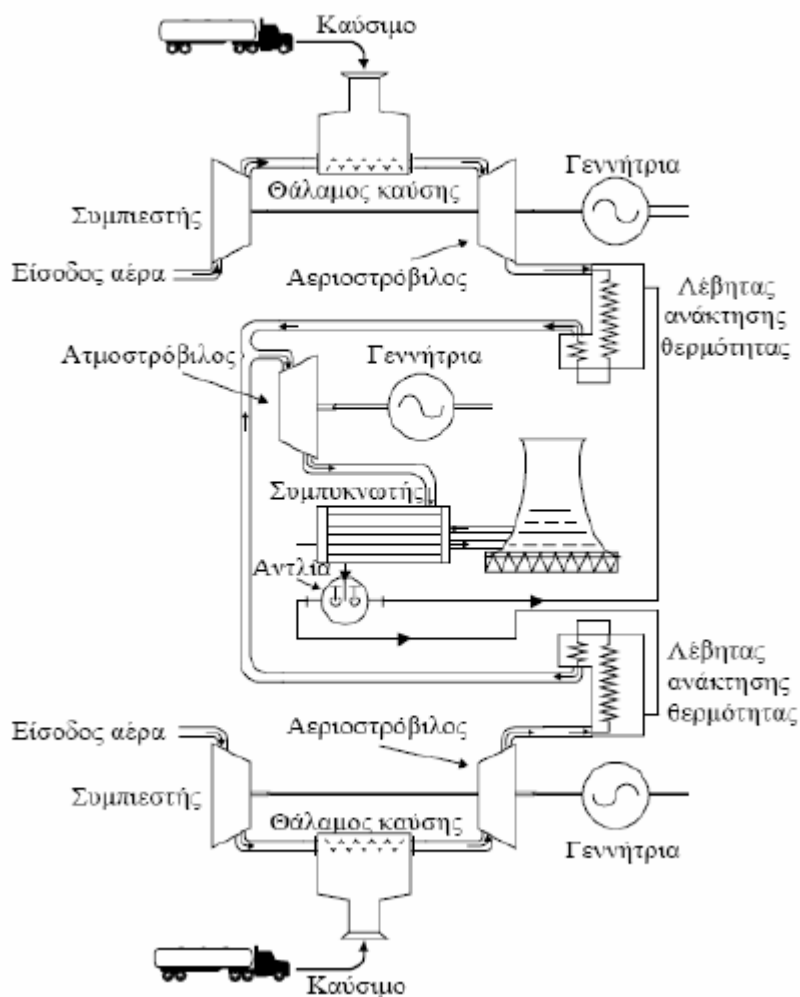 Καύσιμο
Γεννήτρια
Θάλαμος καύσης
Συμπιεστής
Είσοδος αέρα
Αεριοστρόβιλος
Λέβητας
ανάκτησης
θερμότητας
Ατμοστρόβιλος
Γεννήτρια
Συμπυκνωτής
Αντλία
Λέβητας
ανάκτησης
θερμότητας
Είσοδος αέρα
Αεριοστρόβιλος
Συμπιεστής
Θάλαμος καύσης
Γεννήτρια
Καύσιμο